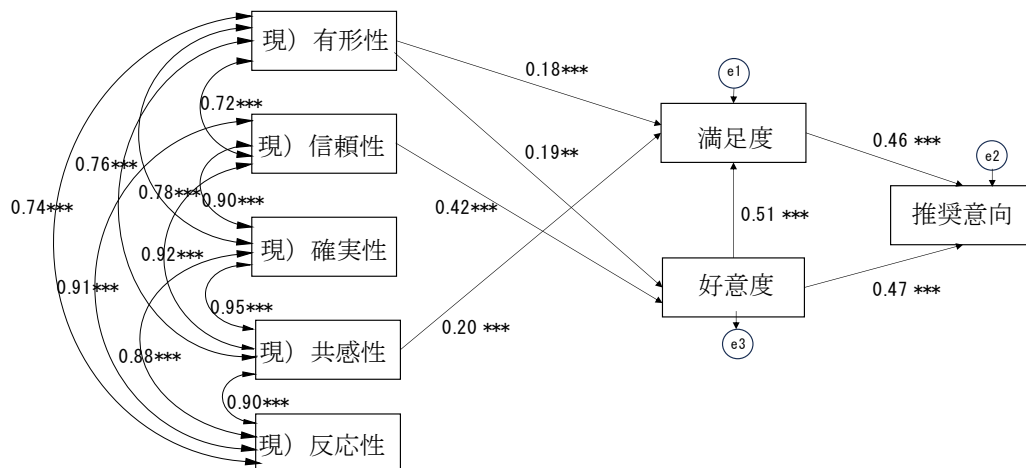 現）有形性
現）信頼性
現）確実性
現）共感性
現）反応性
0.72***
0.76***
0.78***
0.74***
0.90***
0.92***
0.91***
0.95***
0.88***
0.90***
0.18***
0.19**
0.42***
0.20 ***
e1
満足度
0.51 ***
好意度
e3
0.46 ***
0.47 ***
e2
推奨意向